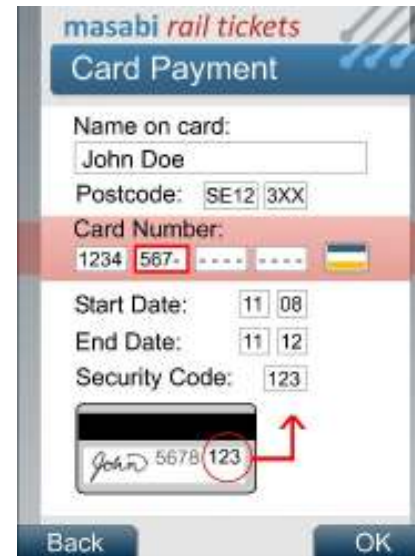 masabi rail tickets
Card Payment
Name on card:
John Doe
Postcode: SE12 3XX
Card Number:
1234 567- ---- ----
Start Date: 11 08
End Date: 11 12
Security Code: 123
John 5678 123
Back OK